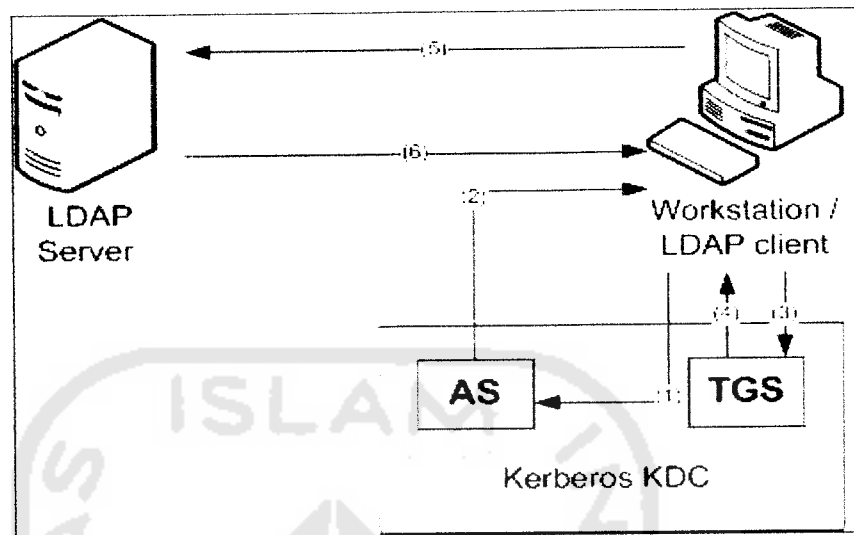 (5)
(6)
(2)
LDAP
Server
Workstation /
LDAP client
(4)
(3)
AS
(1)
TGS
Kerberos KDC
ISLAM